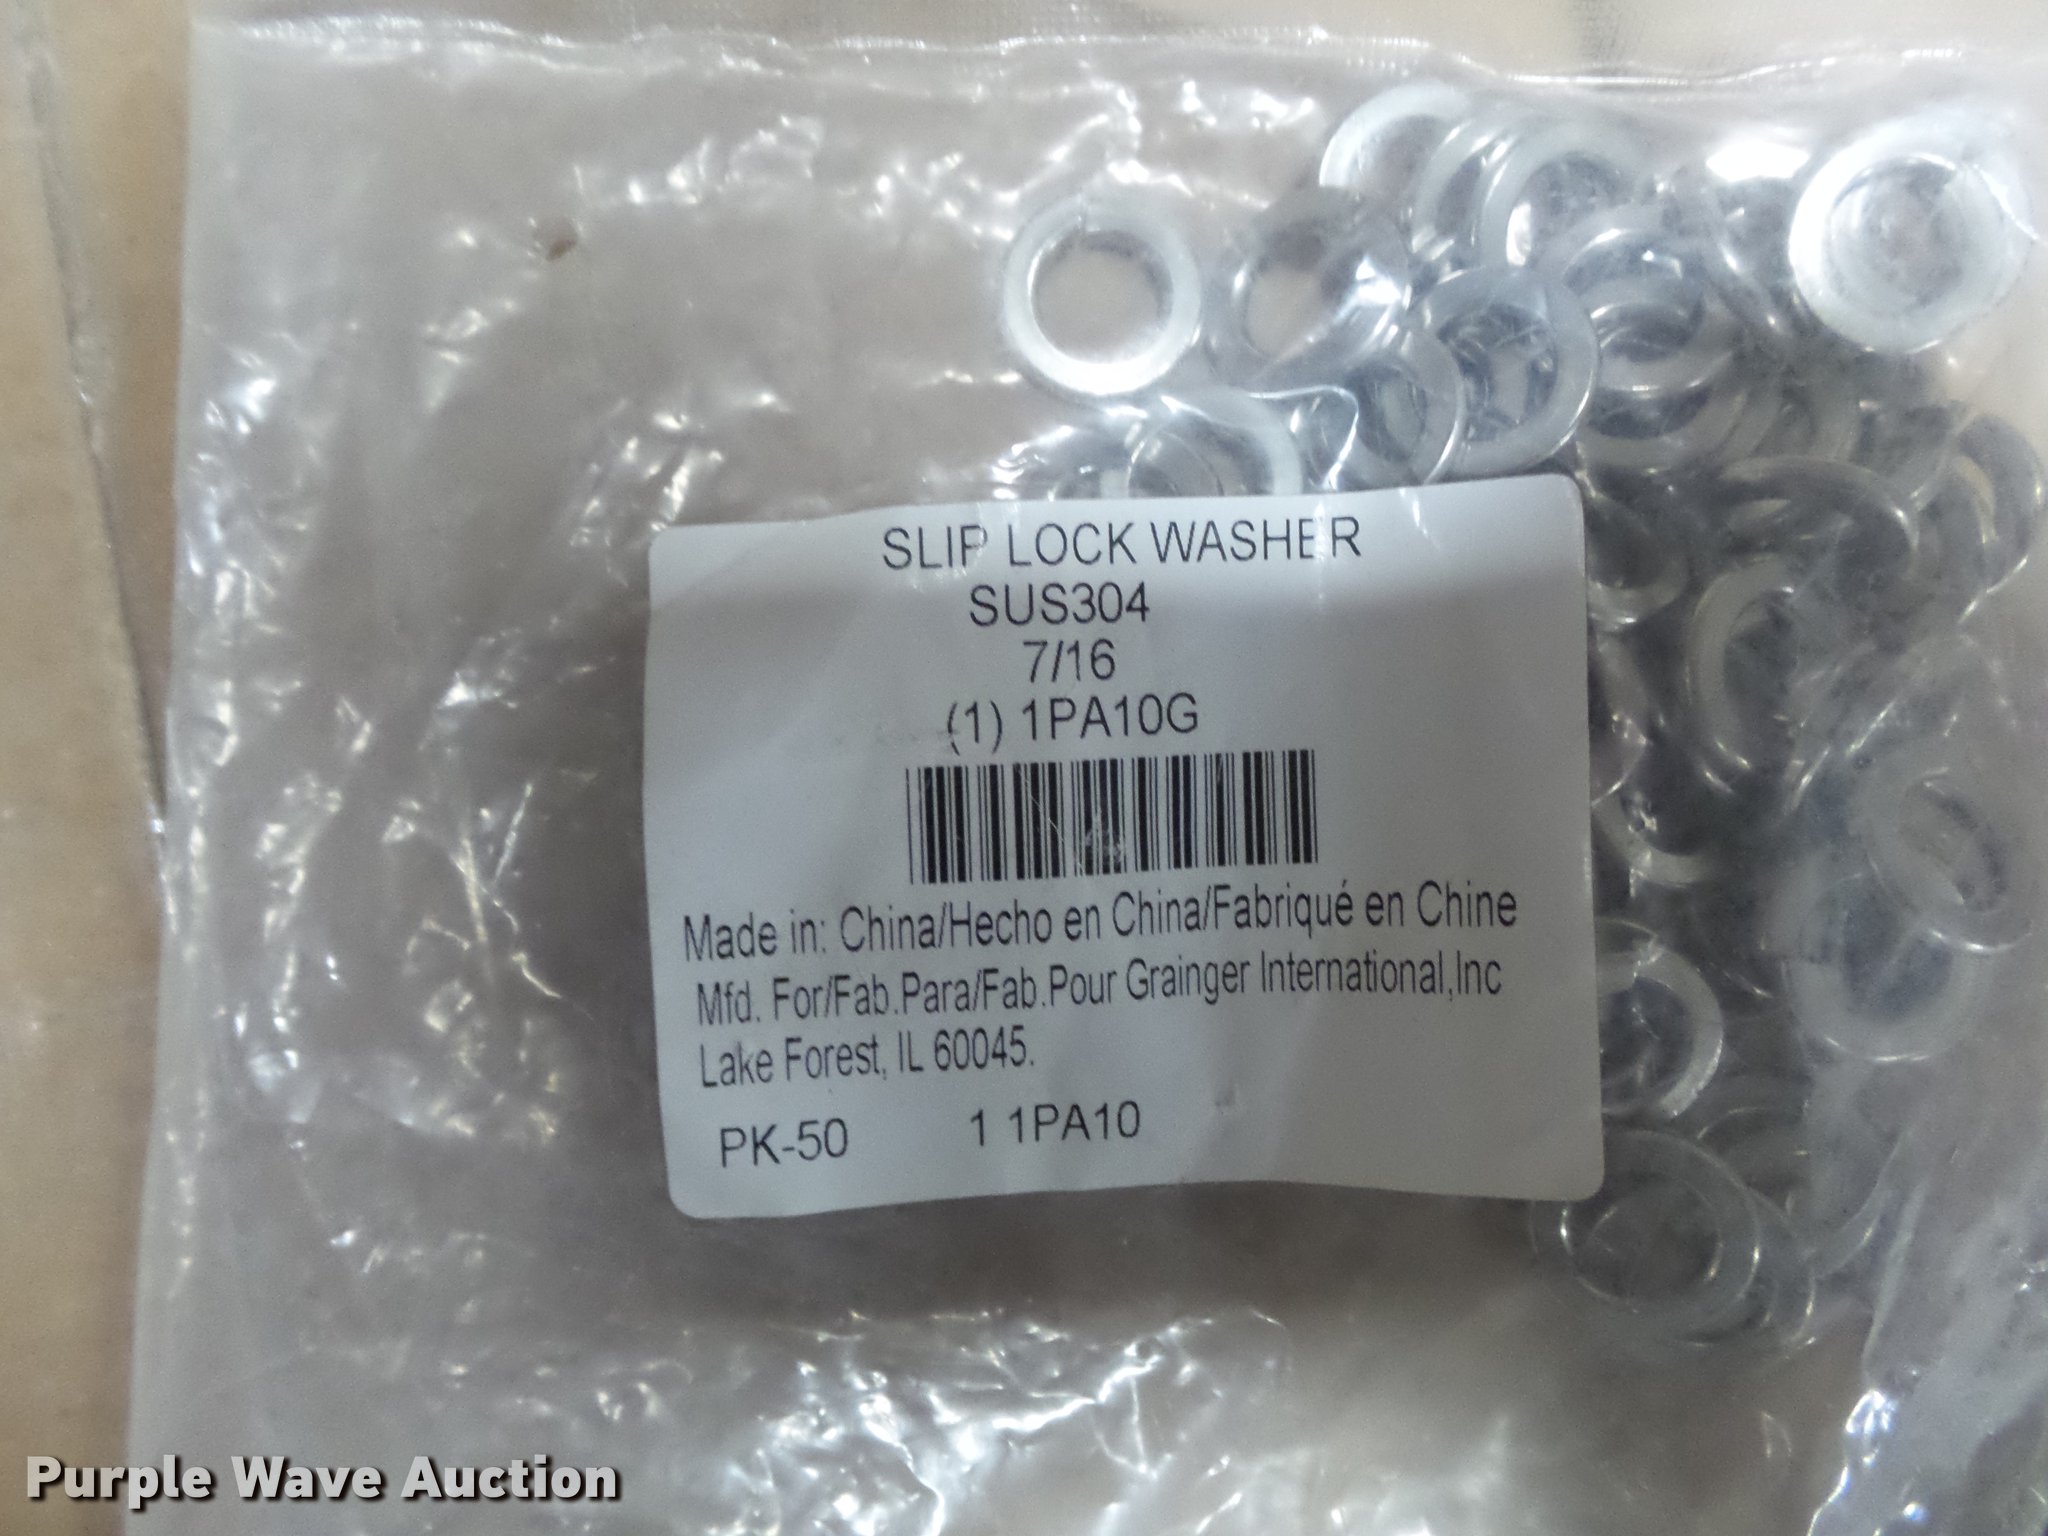 SLIP LOCK WASHER
SUS304
7/16
(1) 1PA10G
Made in: China/Hecho en China/Fabriqué en Chine
Mfd. For/Fab.Para/Fab.Pour Grainger International,Inc
Lake Forest, IL 60045.
PK-50 1 1PA10
Purple Wave Auction